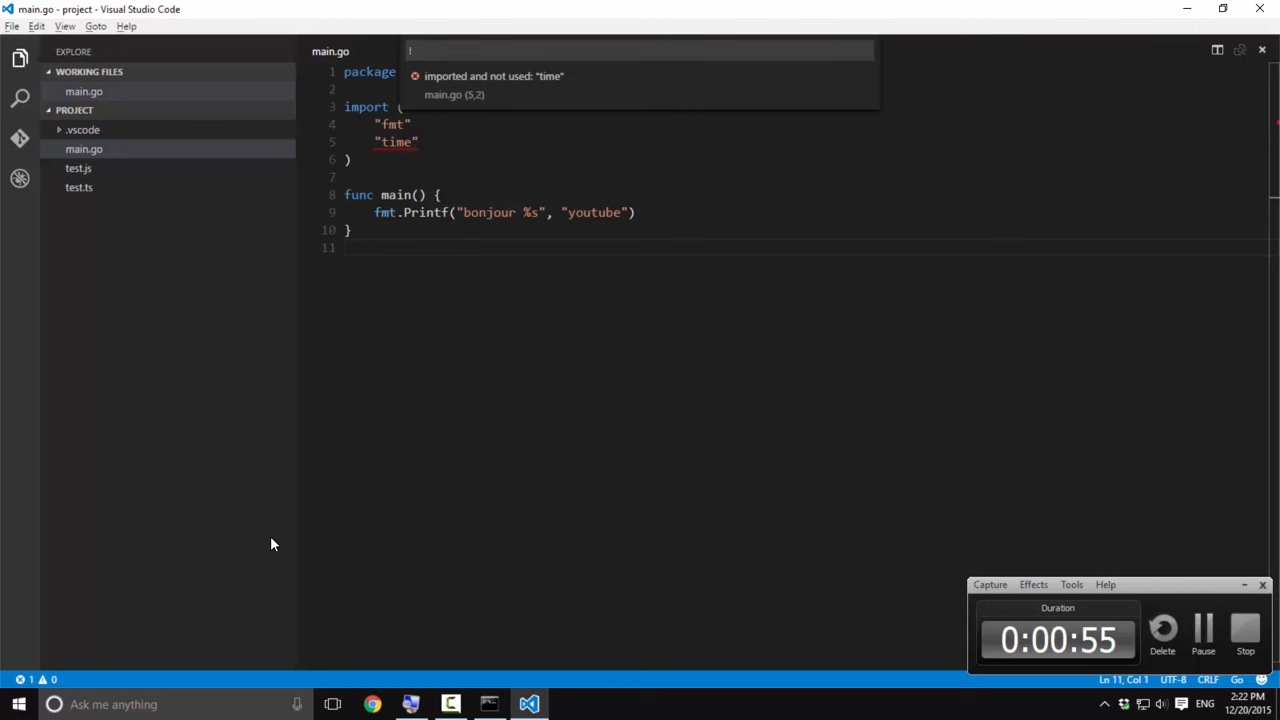 main.go - project - Visual Studio Code
File Edit View Goto Help
EXPLORE
WORKING FILES
main.go
PROJECT
.vscode
main.go
test.js
test.ts
main.go
!
imported and not used: "time"
main.go (5,2)
1 package
2
3 import (
4 "fmt"
5 "time"
6 )
7
8 func main() {
9 fmt.Printf("bonjour %s", "youtube")
10 }
11
Capture Effects Tools Help
Duration
0:00:55
Delete Pause Stop
1 0
Ln 11, Col 1 UTF-8 CRLF Go
Ask me anything
ENG
2:22 PM
12/20/2015